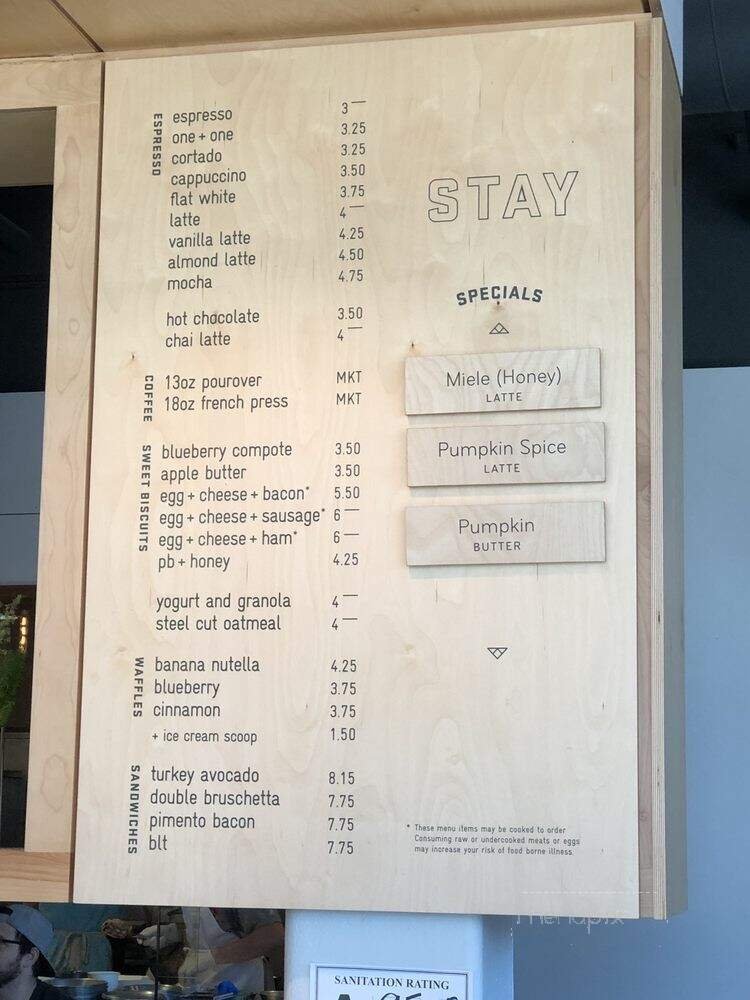 ESPRESSO
espresso 3—
one + one 3.25
cortado 3.25
cappuccino 3.50
flat white 3.75
latte 4—
vanilla latte 4.25
almond latte 4.50
mocha 4.75
hot chocolate 3.50
chai latte 4—
COFFEE
13oz pourover MKT
18oz french press MKT
SWEET BISCUITS
blueberry compote 3.50
apple butter 3.50
egg + cheese + bacon* 5.50
egg + cheese + sausage* 6—
egg + cheese + ham* 6—
pb + honey 4.25
yogurt and granola 4—
steel cut oatmeal 4—
WAFFLES
banana nutella 4.25
blueberry 3.75
cinnamon 3.75
+ ice cream scoop 1.50
SANDWICHES
turkey avocado 8.15
double bruschetta 7.75
pimento bacon 7.75
blt 7.75
STAY
SPECIALS
Miele (Honey)
LATTE
Pumpkin Spice
LATTE
Pumpkin
BUTTER
* These menu items may be cooked to order
Consuming raw or undercooked meats or eggs
may increase your risk of food borne illness.
menupix
SANITATION RATING